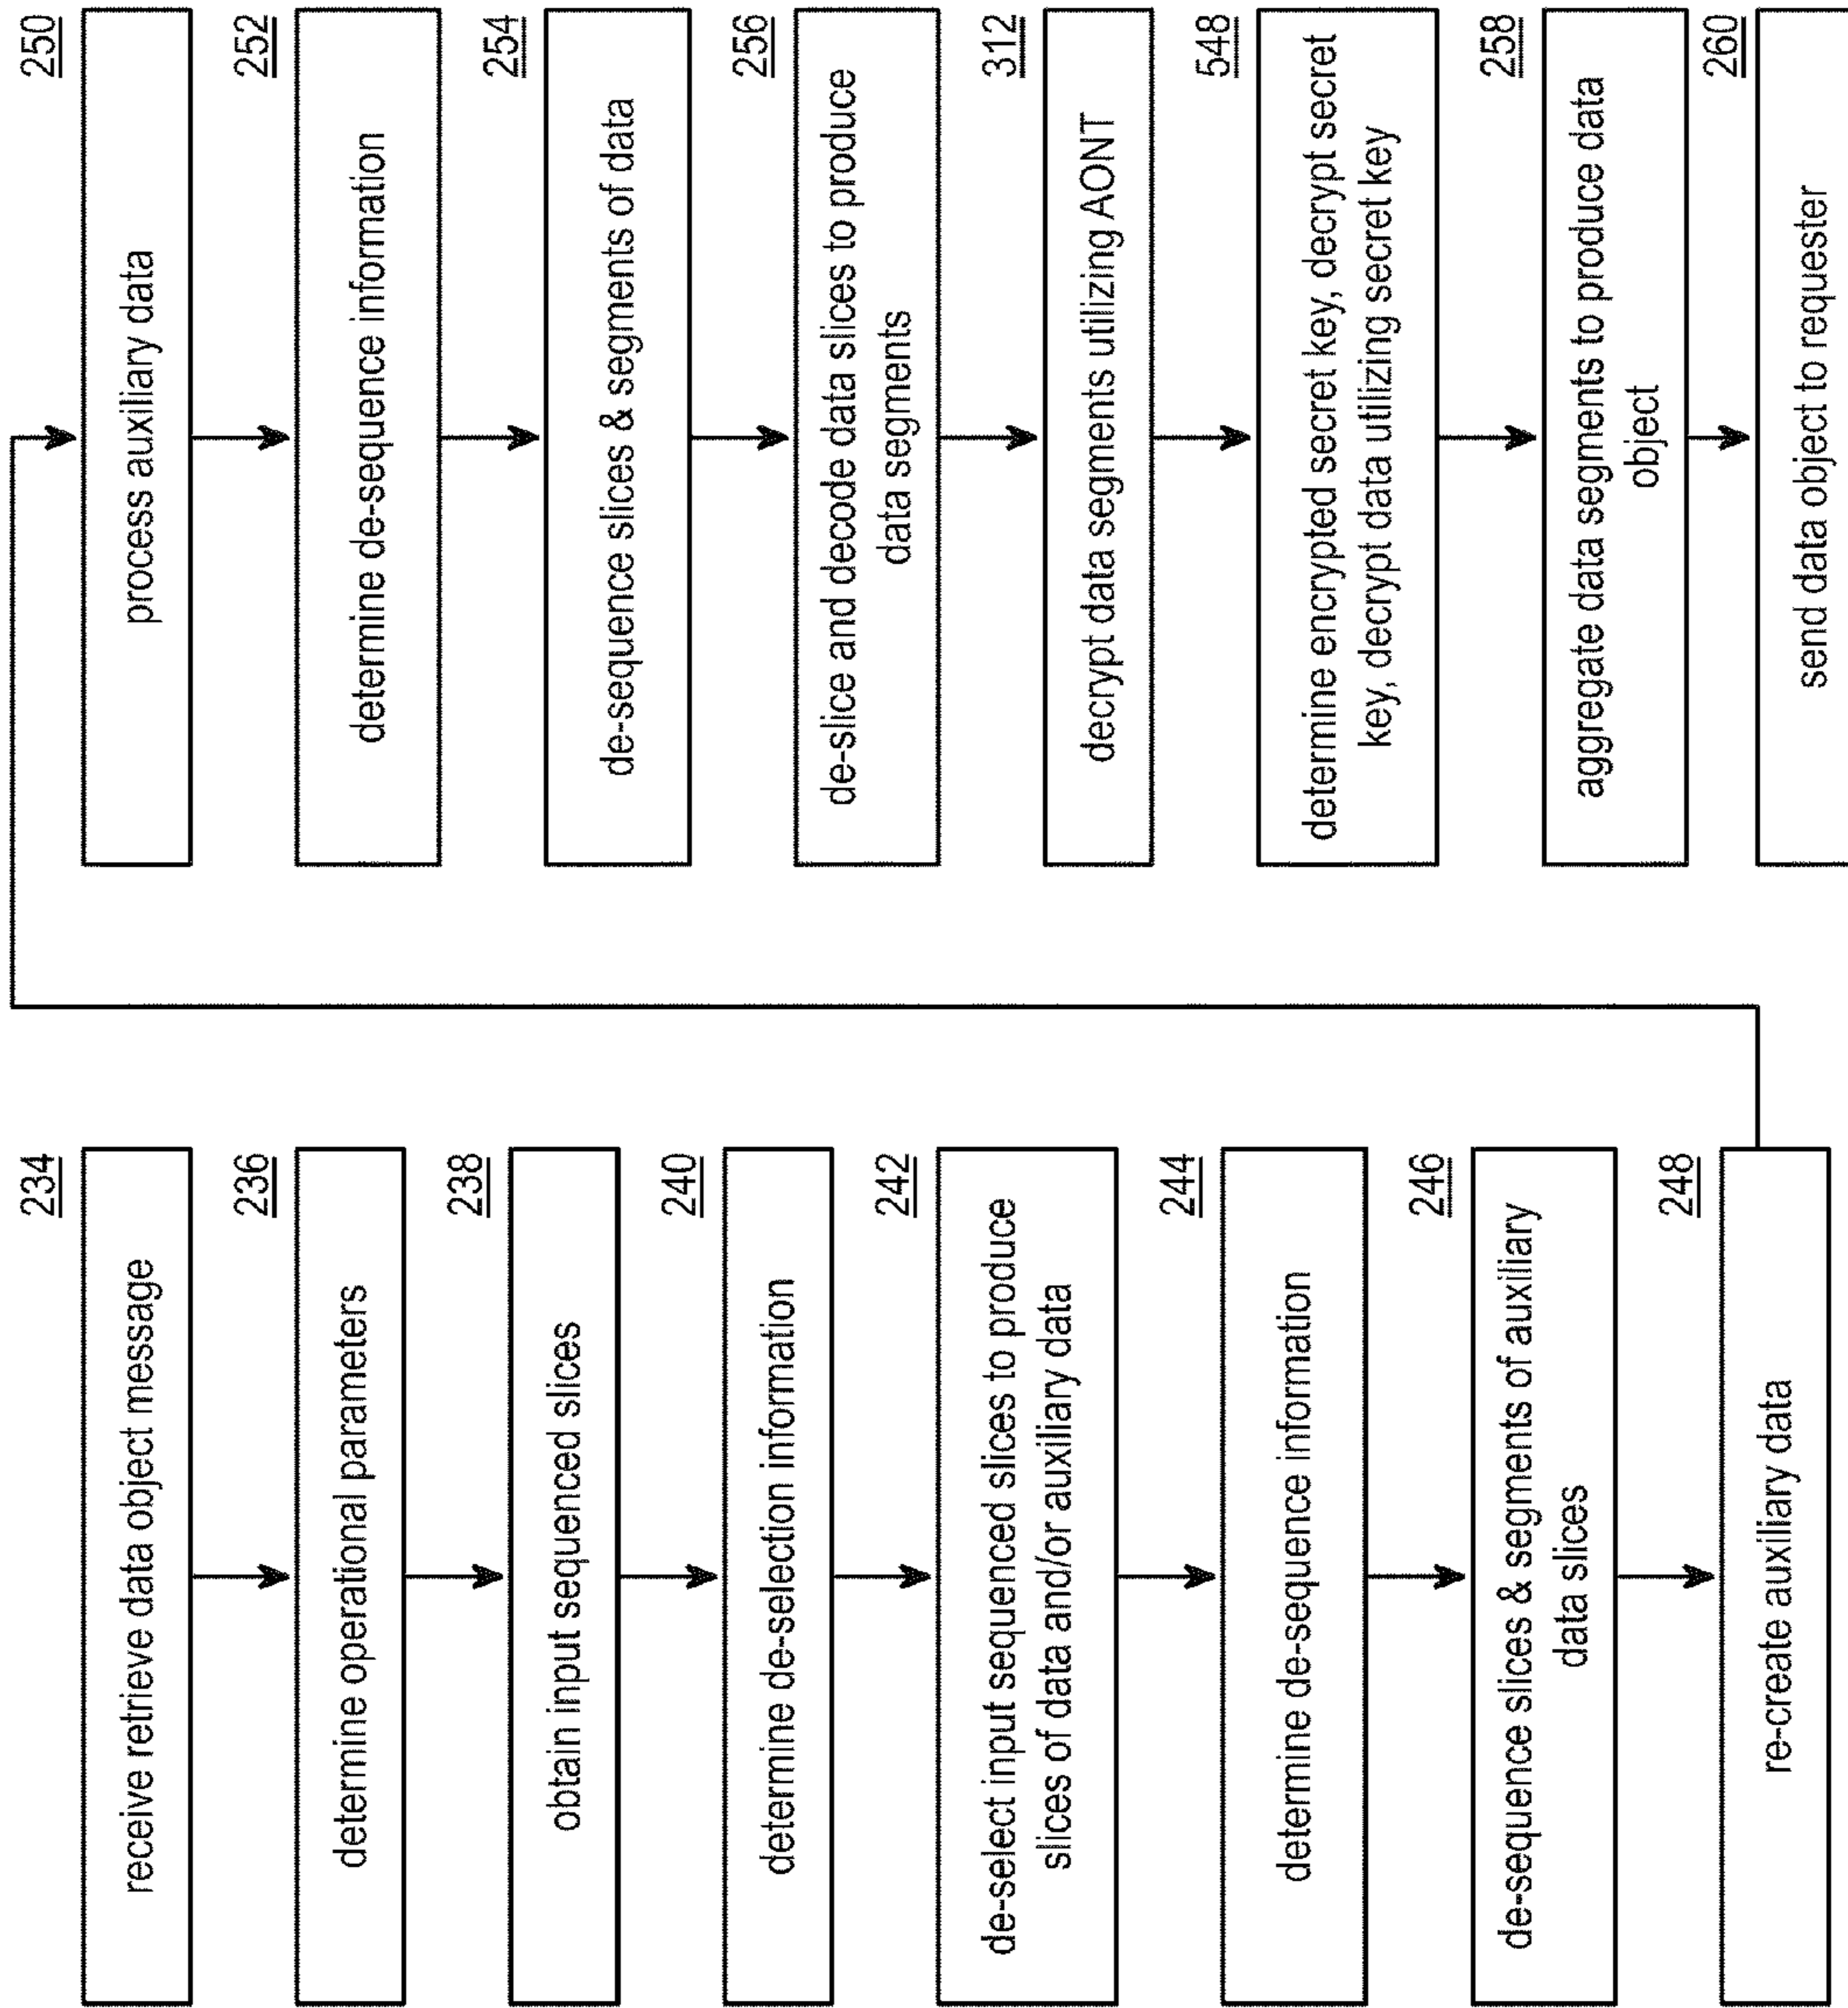 234
receive retrieve data object message
236
determine operational parameters
238
obtain input sequenced slices
240
determine de-selection information
242
de-select input sequenced slices to produce
slices of data and/or auxiliary data
244
determine de-sequence information
246
de-sequence slices & segments of auxiliary
data slices
248
re-create auxiliary data
250
process auxiliary data
252
determine de-sequence information
254
de-sequence slices & segments of data
256
de-slice and decode data slices to produce
data segments
312
decrypt data segments utilizing AONT
548
determine encrypted secret key, decrypt secret
key, decrypt data utilizing secret key
258
aggregate data segments to produce data
object
260
send data object to requester